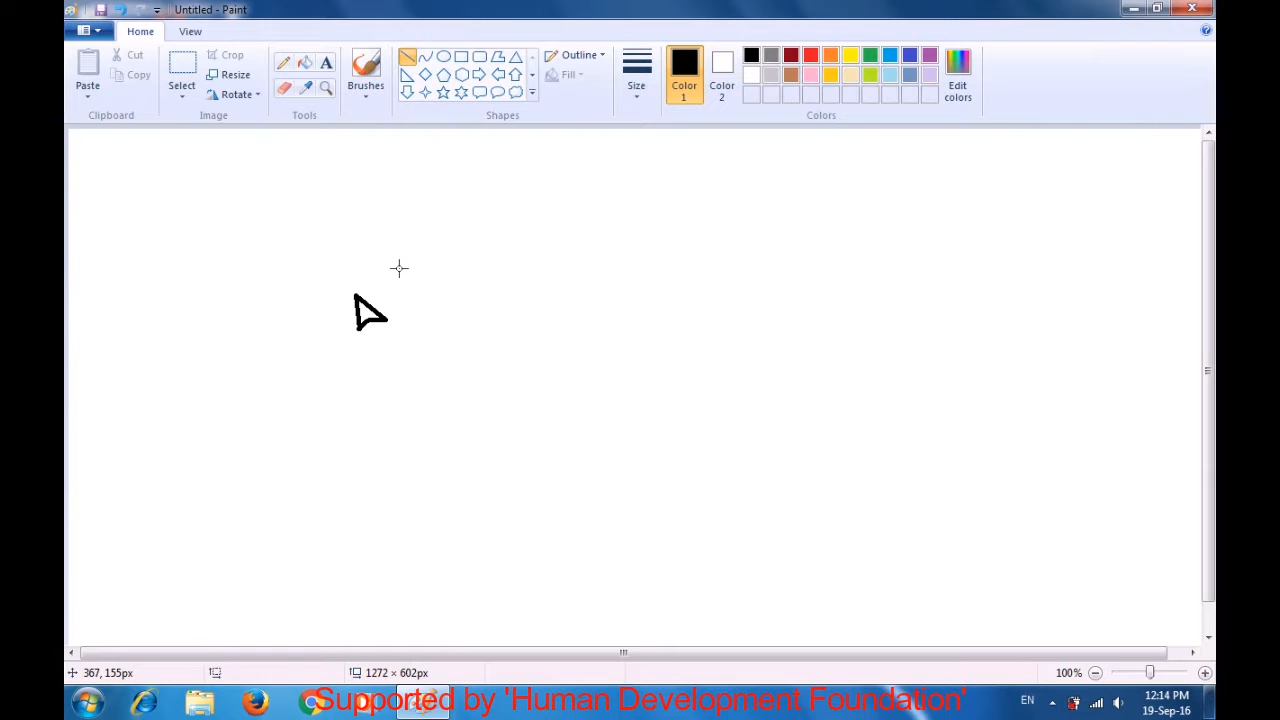 Untitled - Paint
Home
View
Paste
Cut
Copy
Clipboard
Select
Crop
Resize
Rotate
Image
A
Tools
Brushes
Shapes
Outline
Fill
Size
Color
1
Color
2
Edit
colors
Colors
367, 155px
1272 × 602px
100%
EN
12:14 PM
19-Sep-16
Supported by 'Human Development Foundation'